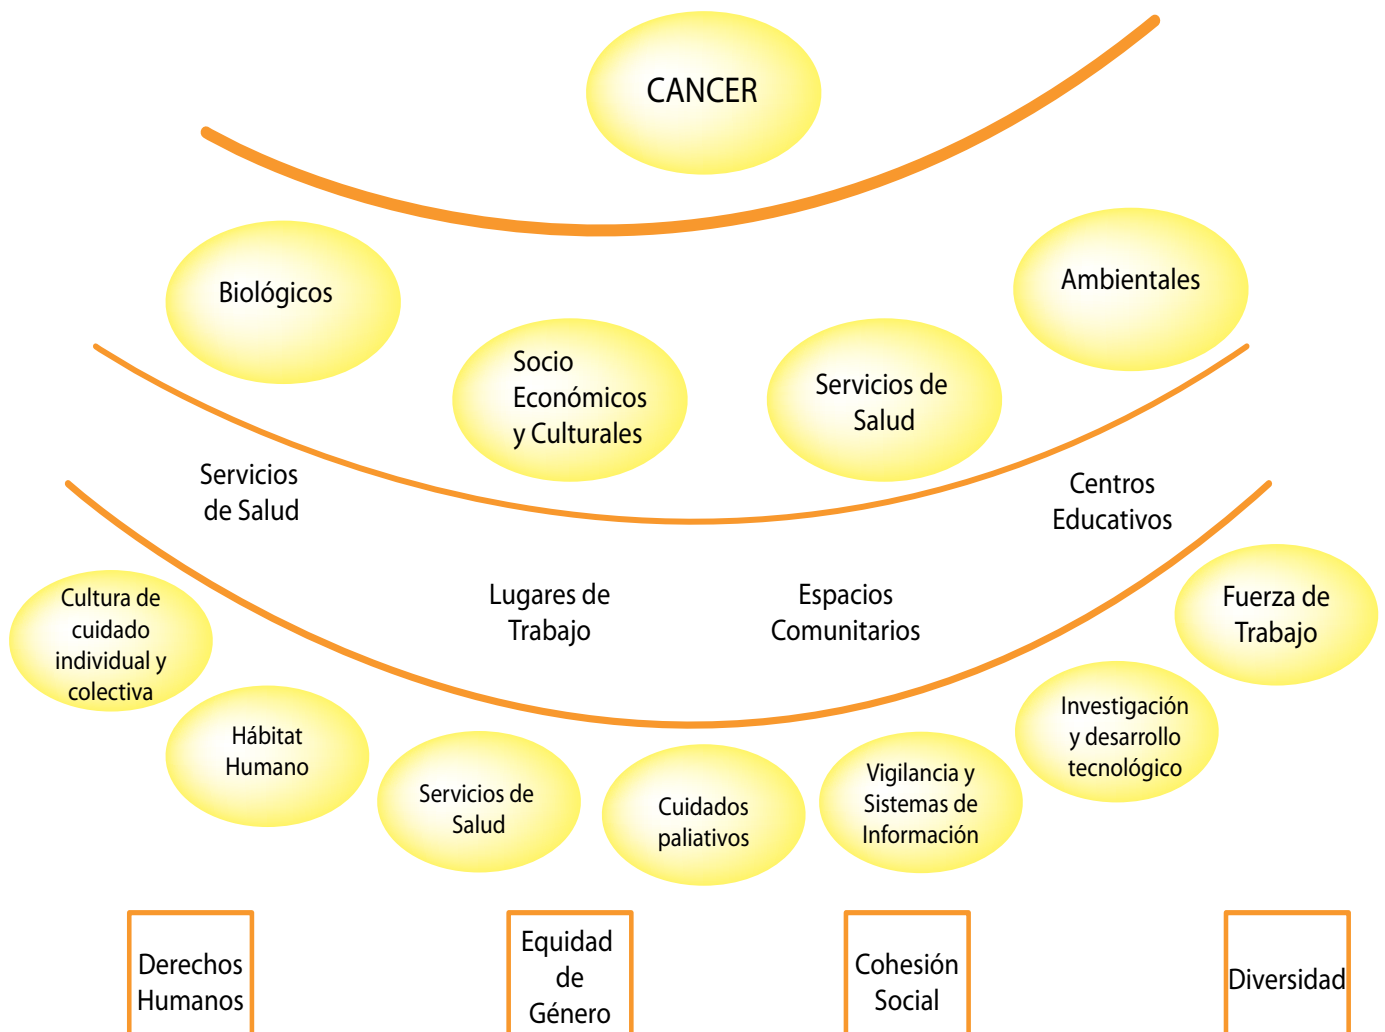 CANCER
Biológicos
Ambientales
Socio
Económicos
y Culturales
Servicios de
Salud
Servicios
de Salud
Centros
Educativos
Lugares de
Trabajo
Espacios
Comunitarios
Cultura de
cuidado
individual y
colectiva
Hábitat
Humano
Servicios de
Salud
Cuidados
paliativos
Vigilancia y
Sistemas de
Información
Investigación
y desarrollo
tecnológico
Fuerza de
Trabajo
Derechos
Humanos
Equidad
de
Género
Cohesión
Social
Diversidad